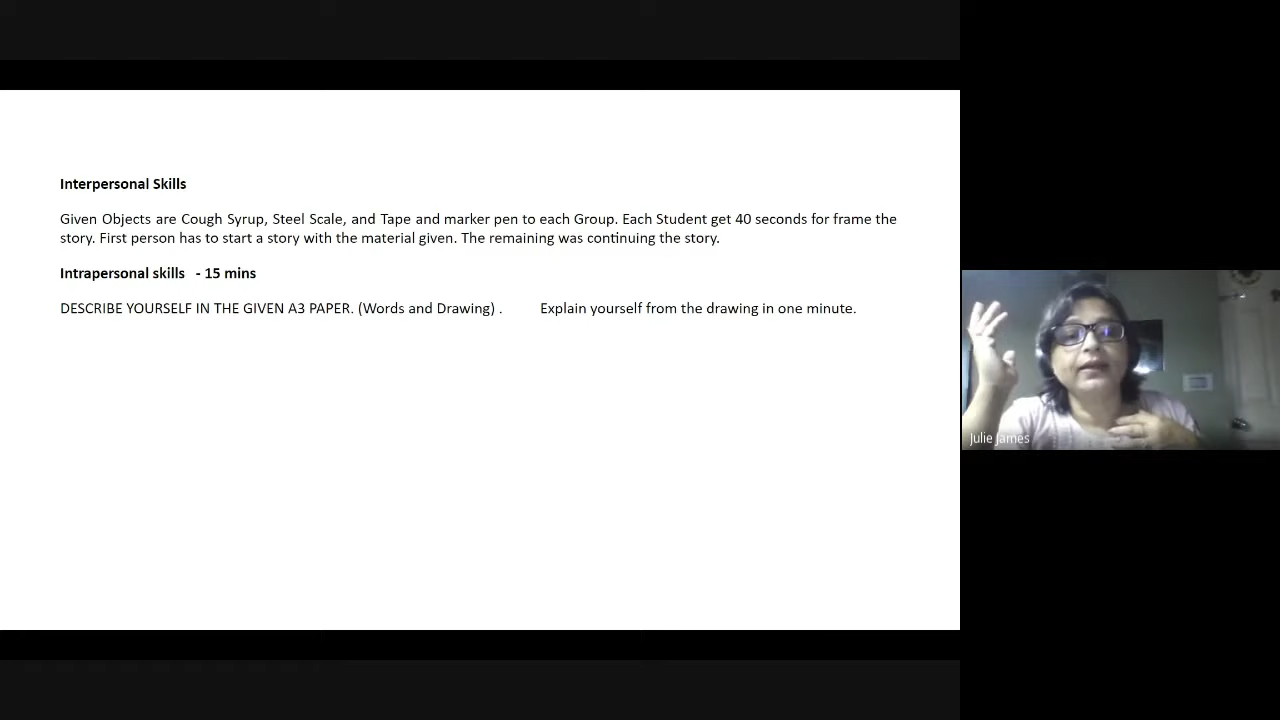 Interpersonal Skills
Given Objects are Cough Syrup, Steel Scale, and Tape and marker pen to each Group. Each Student get 40 seconds for frame the
story. First person has to start a story with the material given. The remaining was continuing the story.
Intrapersonal skills - 15 mins
DESCRIBE YOURSELF IN THE GIVEN A3 PAPER. (Words and Drawing) . Explain yourself from the drawing in one minute.
Julie James